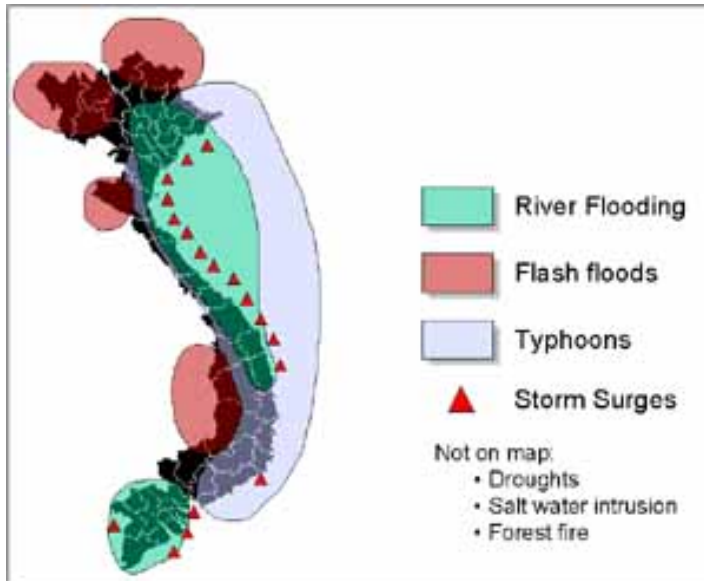 River Flooding
Flash floods
Typhoons
Storm Surges
Not on map:
• Droughts
• Salt water intrusion
• Forest fire